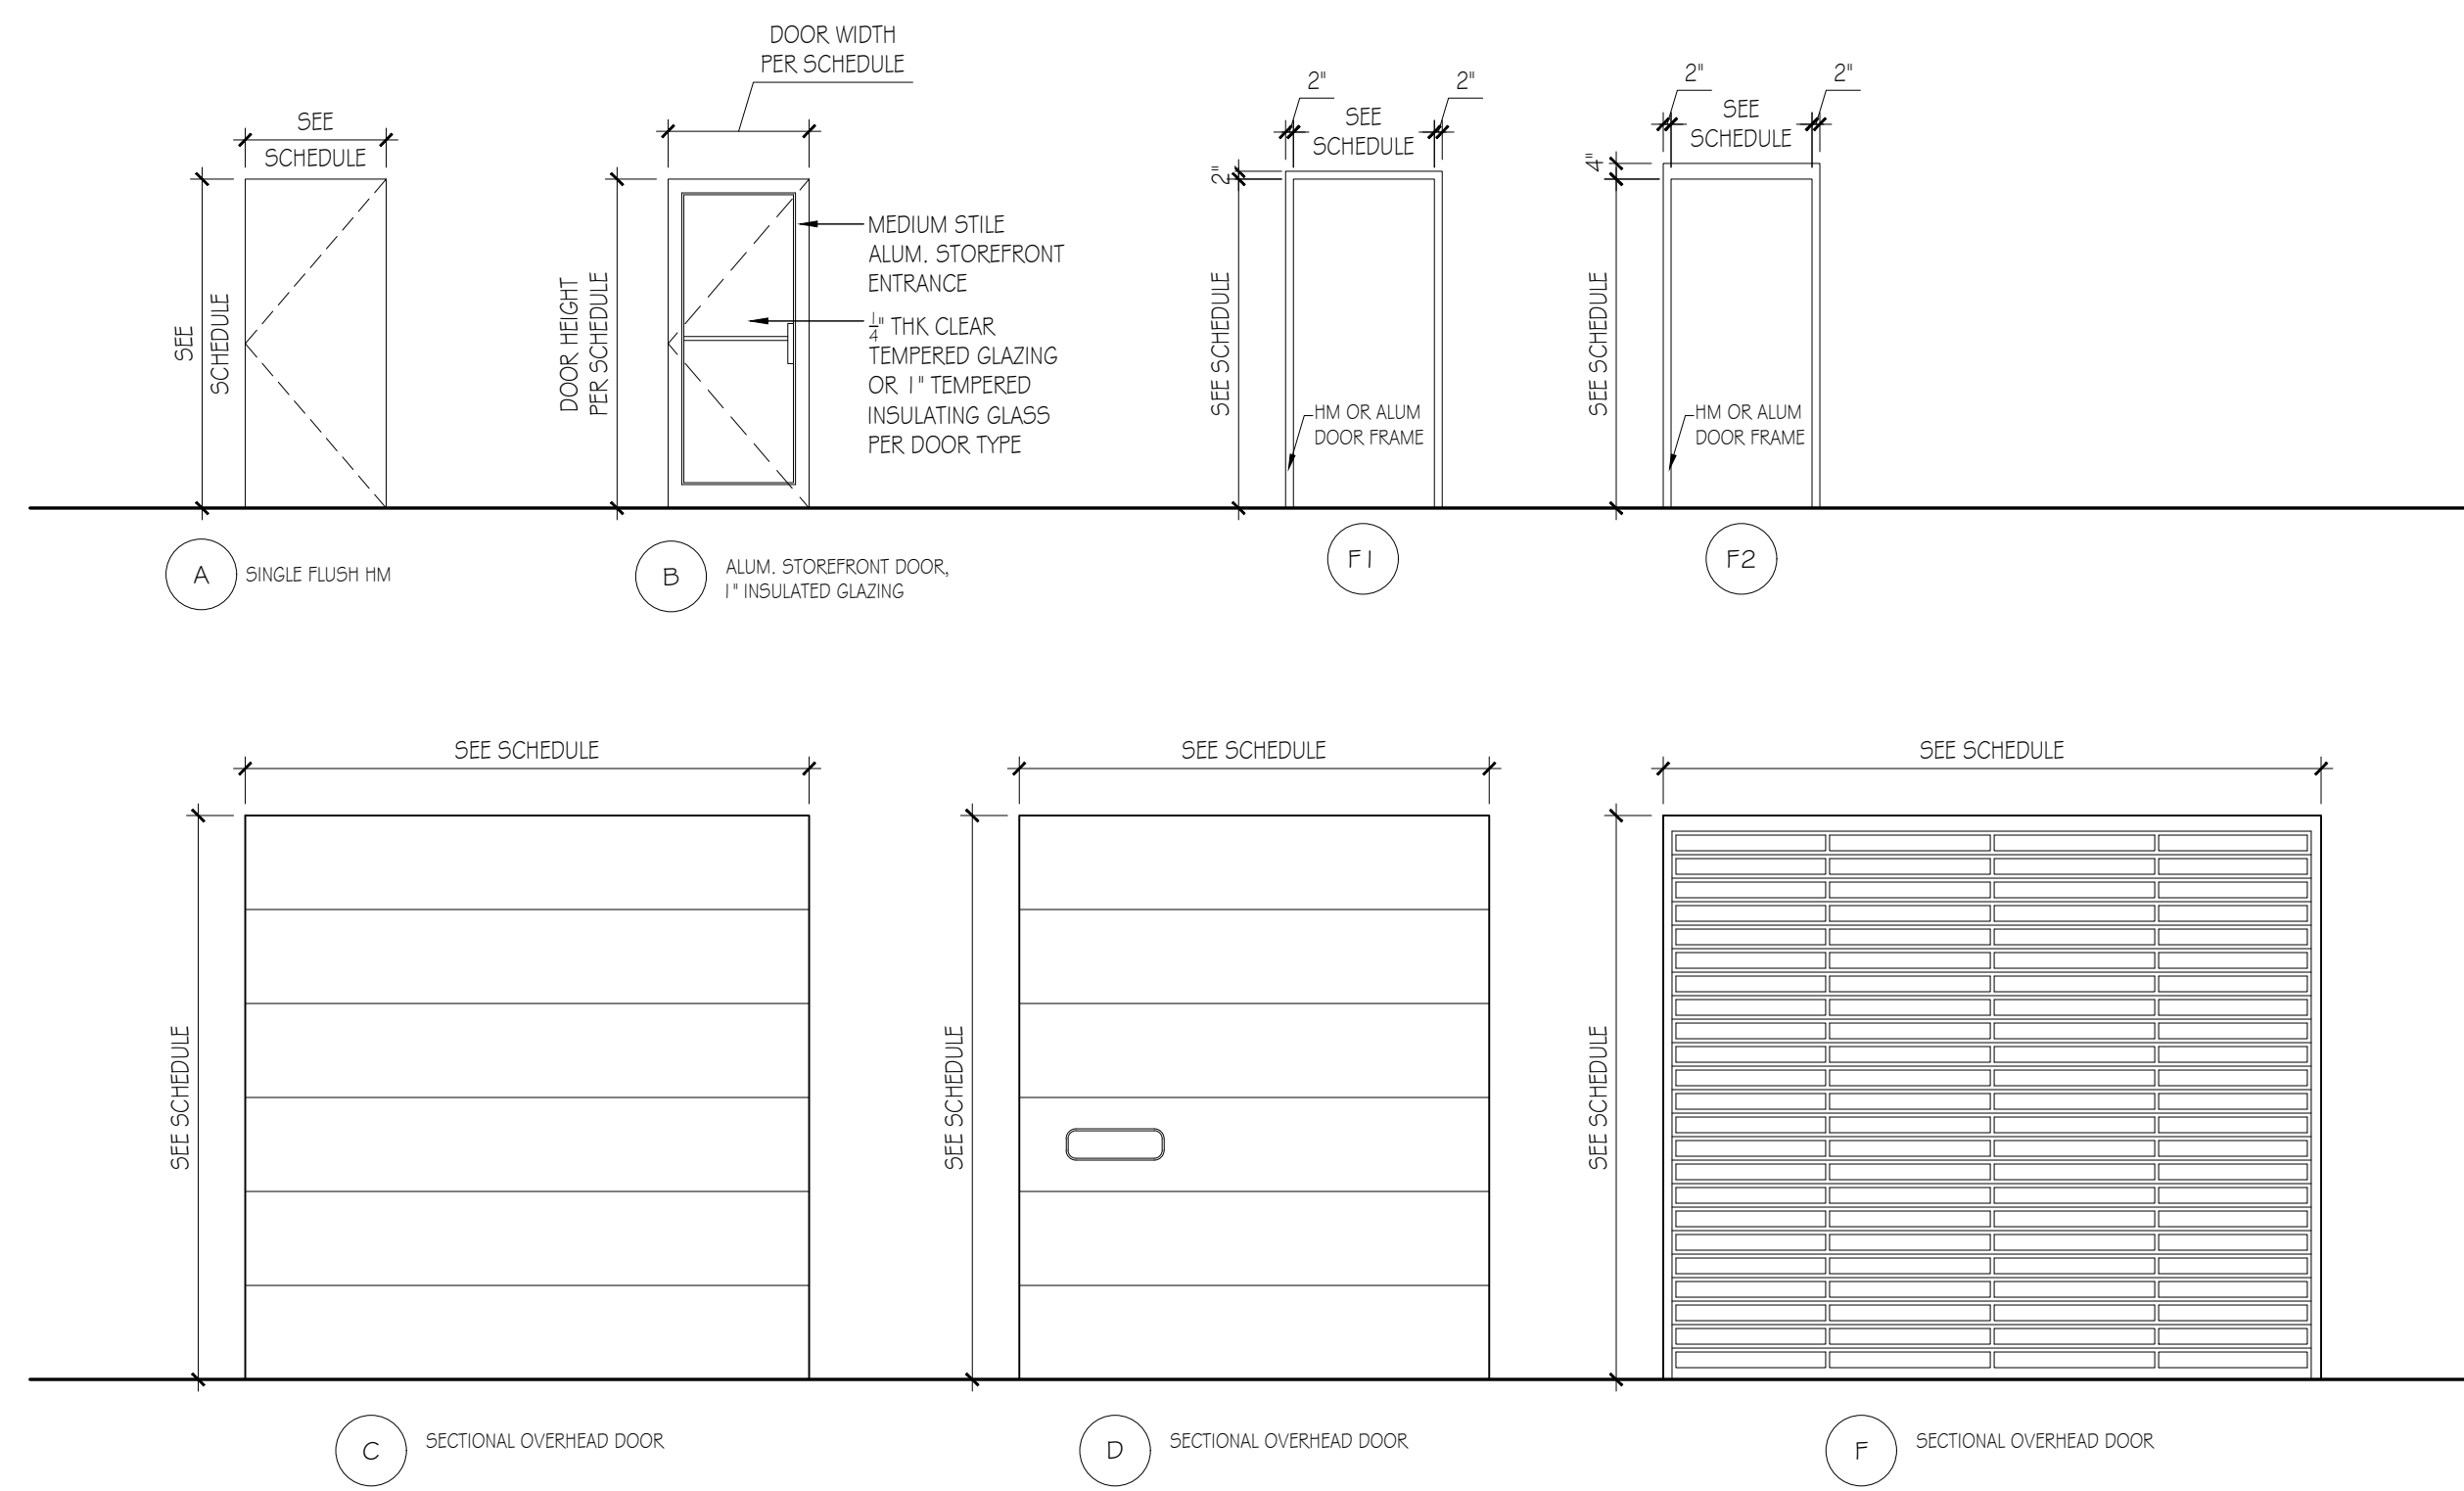 SEE
SCHEDULE
SEE
SCHEDULE
A
SINGLE FLUSH HM
DOOR WIDTH
PER SCHEDULE
DOOR HEIGHT
PER SCHEDULE
MEDIUM STILE
ALUM. STOREFRONT
ENTRANCE
1/4" THK CLEAR
TEMPERED GLAZING
OR 1" TEMPERED
INSULATING GLASS
PER DOOR TYPE
B
ALUM. STOREFRONT DOOR,
1" INSULATED GLAZING
2"
2"
SEE
SCHEDULE
2"
SEE SCHEDULE
HM OR ALUM
DOOR FRAME
F1
2"
2"
SEE
SCHEDULE
4"
SEE SCHEDULE
HM OR ALUM
DOOR FRAME
F2
SEE SCHEDULE
SEE SCHEDULE
C
SECTIONAL OVERHEAD DOOR
SEE SCHEDULE
SEE SCHEDULE
D
SECTIONAL OVERHEAD DOOR
SEE SCHEDULE
SEE SCHEDULE
F
SECTIONAL OVERHEAD DOOR